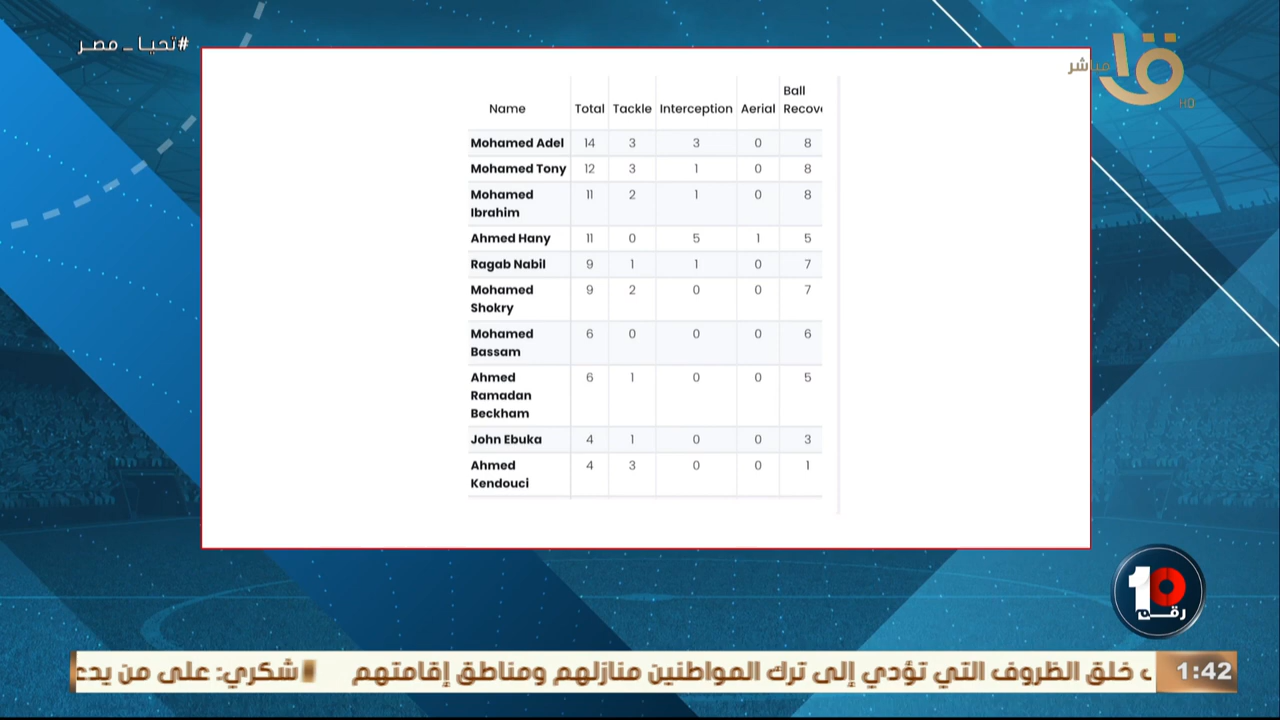 #تحيا_مصر
مباشر
HD
Name Total Tackle Interception Aerial Ball Recove
Mohamed Adel 14 3 3 0 8
Mohamed Tony 12 3 1 0 8
Mohamed Ibrahim 11 2 1 0 8
Ahmed Hany 11 0 5 1 5
Ragab Nabil 9 1 1 0 7
Mohamed Shokry 9 2 0 0 7
Mohamed Bassam 6 0 0 0 6
Ahmed Ramadan Beckham 6 1 0 0 5
John Ebuka 4 1 0 0 3
Ahmed Kendouci 4 3 0 0 1
رقم 10
خلق الظروف التي تؤدي إلى ترك المواطنين منازلهم ومناطق إقامتهم شكري: على من يدع
1:42